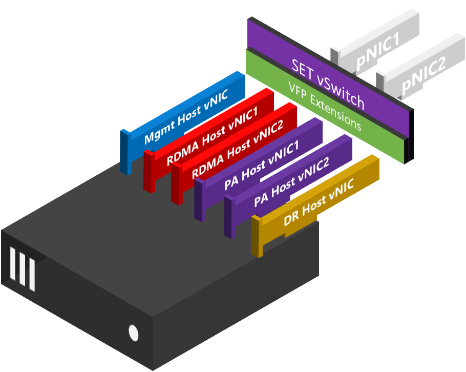 pNIC1
pNIC2
SET vSwitch
VFP Extensions
Mgmt Host vNIC
RDMA Host vNIC1
RDMA Host vNIC2
PA Host vNIC1
PA Host vNIC2
DR Host vNIC